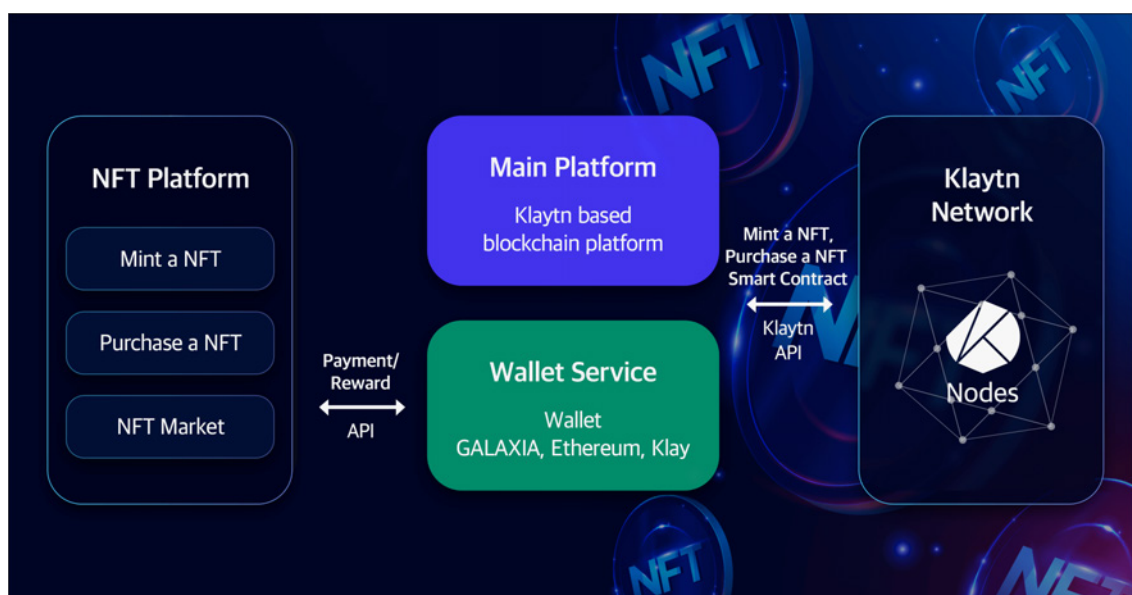 NFT Platform
Mint a NFT
Purchase a NFT
NFT Market
Payment/
Reward
API
Main Platform
Klaytn based
blockchain platform
Wallet Service
Wallet
GALAXIA, Ethereum, Klay
Mint a NFT,
Purchase a NFT
Smart Contract
Klaytn
API
Klaytn
Network
Nodes
NFT
NFT
NFT
NFT
NFT